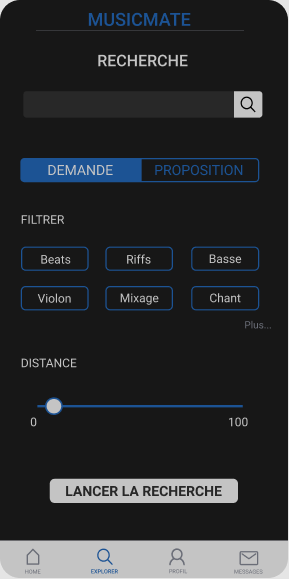 MUSICMATE
RECHERCHE
DEMANDE PROPOSITION
FILTRER
Beats Riffs Basse
Violon Mixage Chant
Plus...
DISTANCE
0 100
LANCER LA RECHERCHE
HOME EXPLORER PROFIL MESSAGES